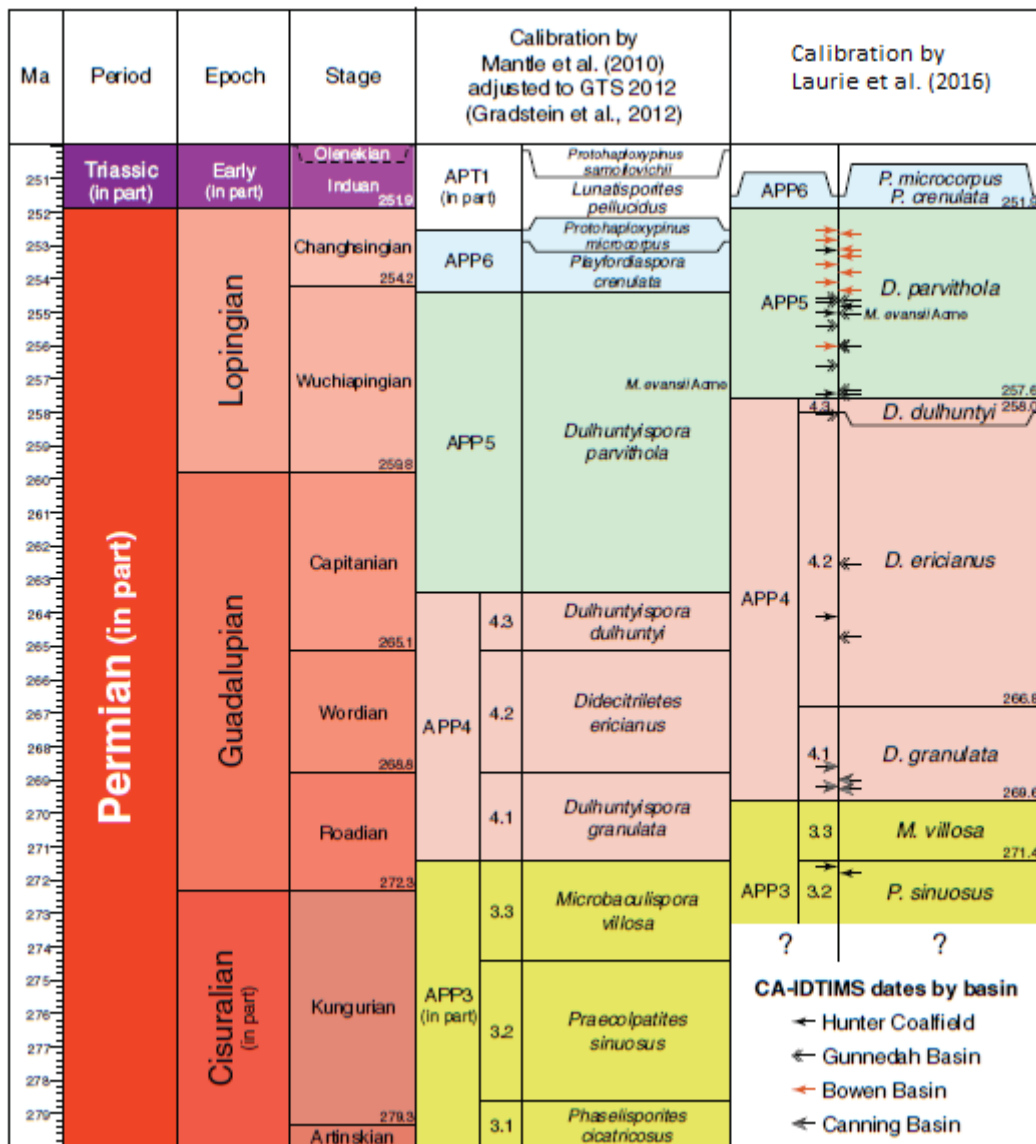 Ma
Period
Epoch
Stage
Calibration by
Mantle et al. (2010)
adjusted to GTS 2012
(Gradstein et al., 2012)
Calibration by
Laurie et al. (2016)
251
252
253
254
255
256
257
258
259
260
261
262
263
264
265
266
267
268
269
270
271
272
273
274
275
276
277
278
279
Triassic
(in part)
Permian (in part)
Early
(in part)
Lopingian
Guadalupian
Cisuralian
(in part)
Olenekian
Induan
251.9
Changhsingian
254.2
Wuchiapingian
259.8
Capitanian
265.1
Wordian
268.8
Roadian
272.3
Kungurian
279.3
Artinskian
APT1
(in part)
APP6
APP5
APP4
4.3
4.2
4.1
APP3
(in part)
3.3
3.2
3.1
Protohaploxypinus
samoilovichii
Lunatisporites
pellucidus
Protohaploxypinus
microcorpus
Playfordiaspora
crenulata
M. evansii Acme
Dulhuntyispora
parvithola
Dulhuntyispora
dulhuntyi
Didecitriletes
ericianus
Dulhuntyispora
granulata
Microbaculispora
villosa
Praecolpatites
sinuosus
Phaselisporites
cicatricosus
APP6
APP5
APP4
4.3
4.2
4.1
APP3
3.3
3.2
?
P. microcorpus
P. crenulata
251.9
D. parvithola
M. evansii Acme
257.6
D. dulhuntyi
258.0
D. ericianus
266.8
D. granulata
269.6
M. villosa
271.4
P. sinuosus
?
CA-IDTIMS dates by basin
Hunter Coalfield
Gunnedah Basin
Bowen Basin
Canning Basin